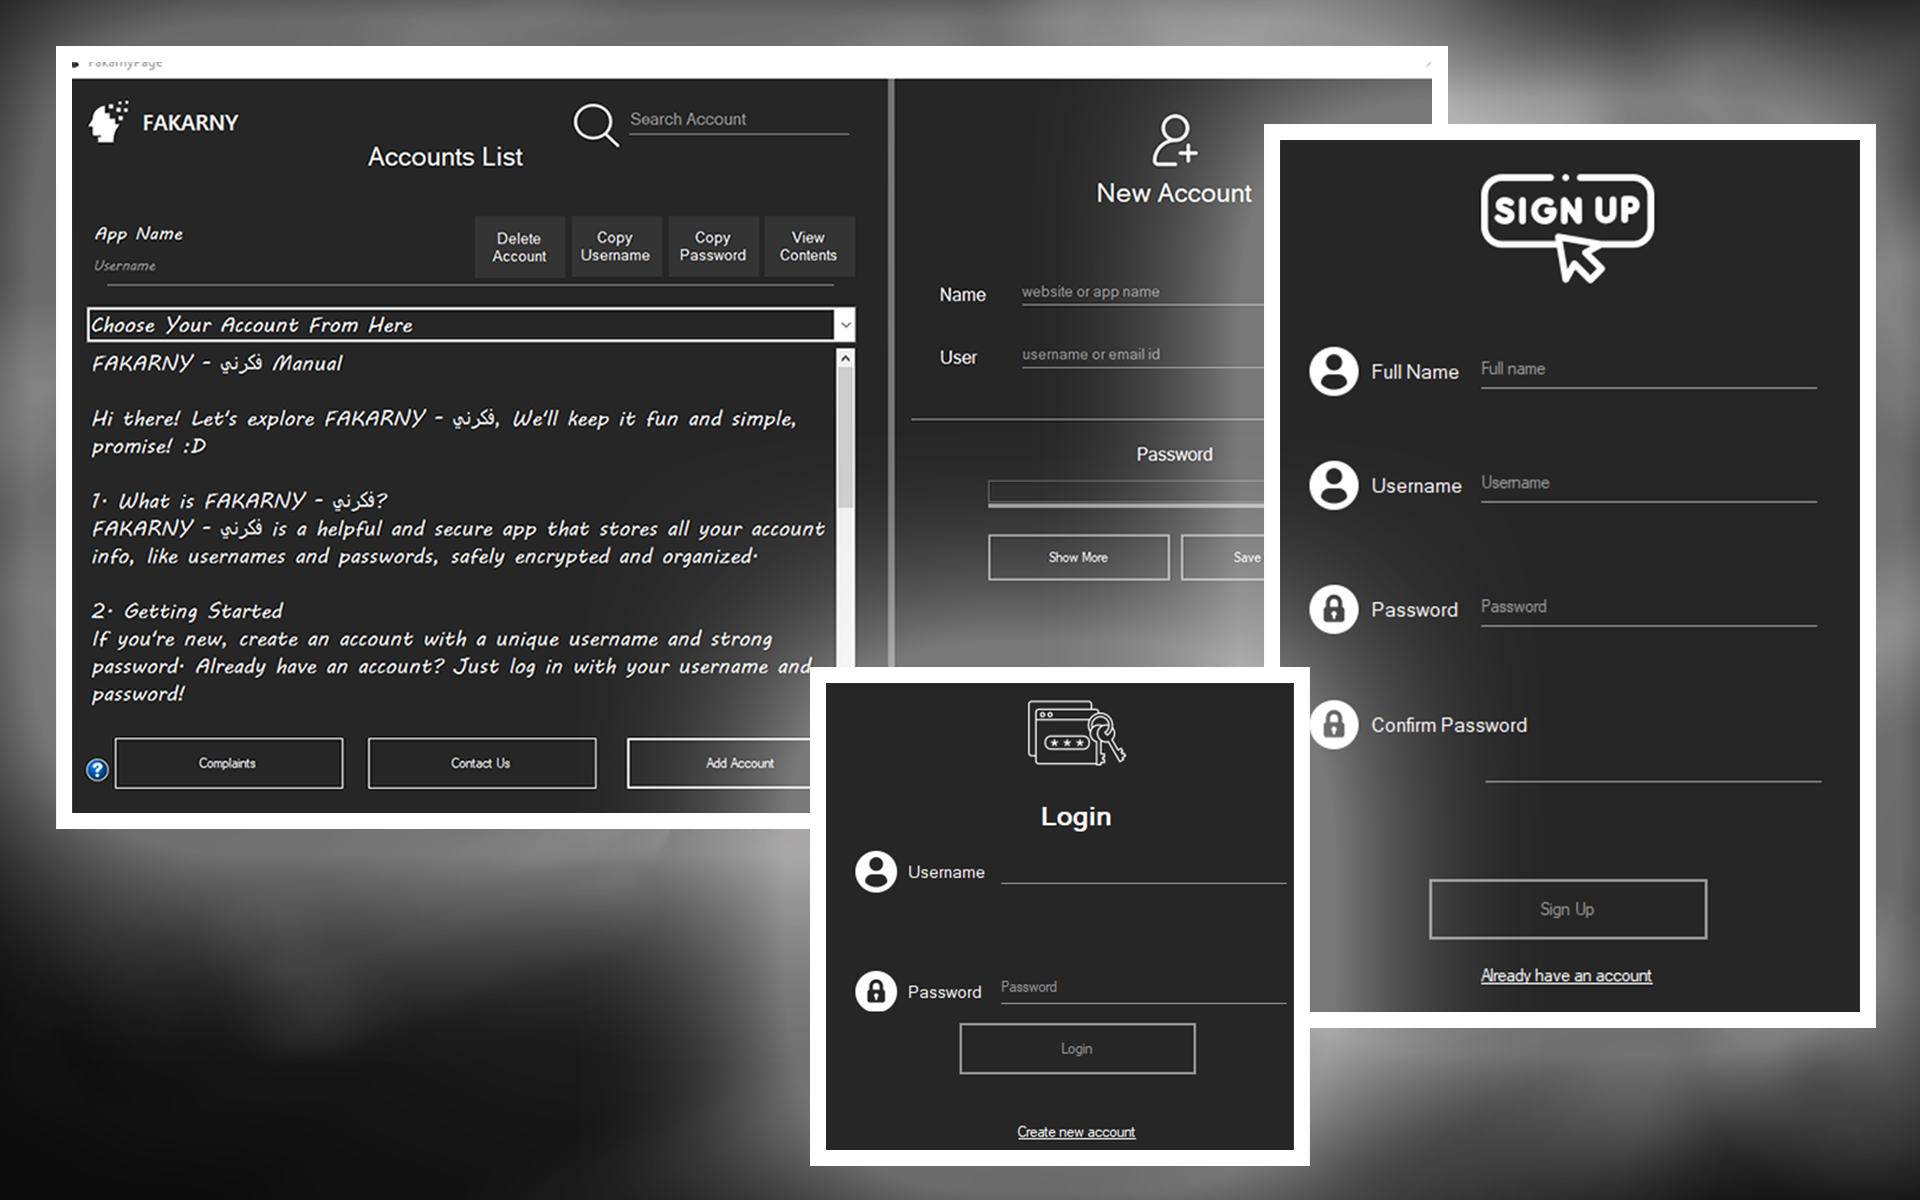 FakarnyPage
FAKARNY
Search Account
Accounts List
App Name
Username
Delete
Account
Copy
Username
Copy
Password
View
Contents
Choose Your Account From Here
FAKARNY - فكرني Manual
Hi there! Let's explore FAKARNY - فكرني, We'll keep it fun and simple,
promise! :D
1. What is FAKARNY - فكرني?
FAKARNY - فكرني is a helpful and secure app that stores all your account
info, like usernames and passwords, safely encrypted and organized.
2. Getting Started
If you're new, create an account with a unique username and strong
password. Already have an account? Just log in with your username and
password!
?
Complaints
Contact Us
Add Account
New Account
Name
website or app name
User
username or email id
Password
Show More
Save
SIGN UP
Full Name
Full name
Username
Username
Password
Password
Confirm Password
Sign Up
Already have an account
***
Login
Username
Password
Password
Login
Create new account